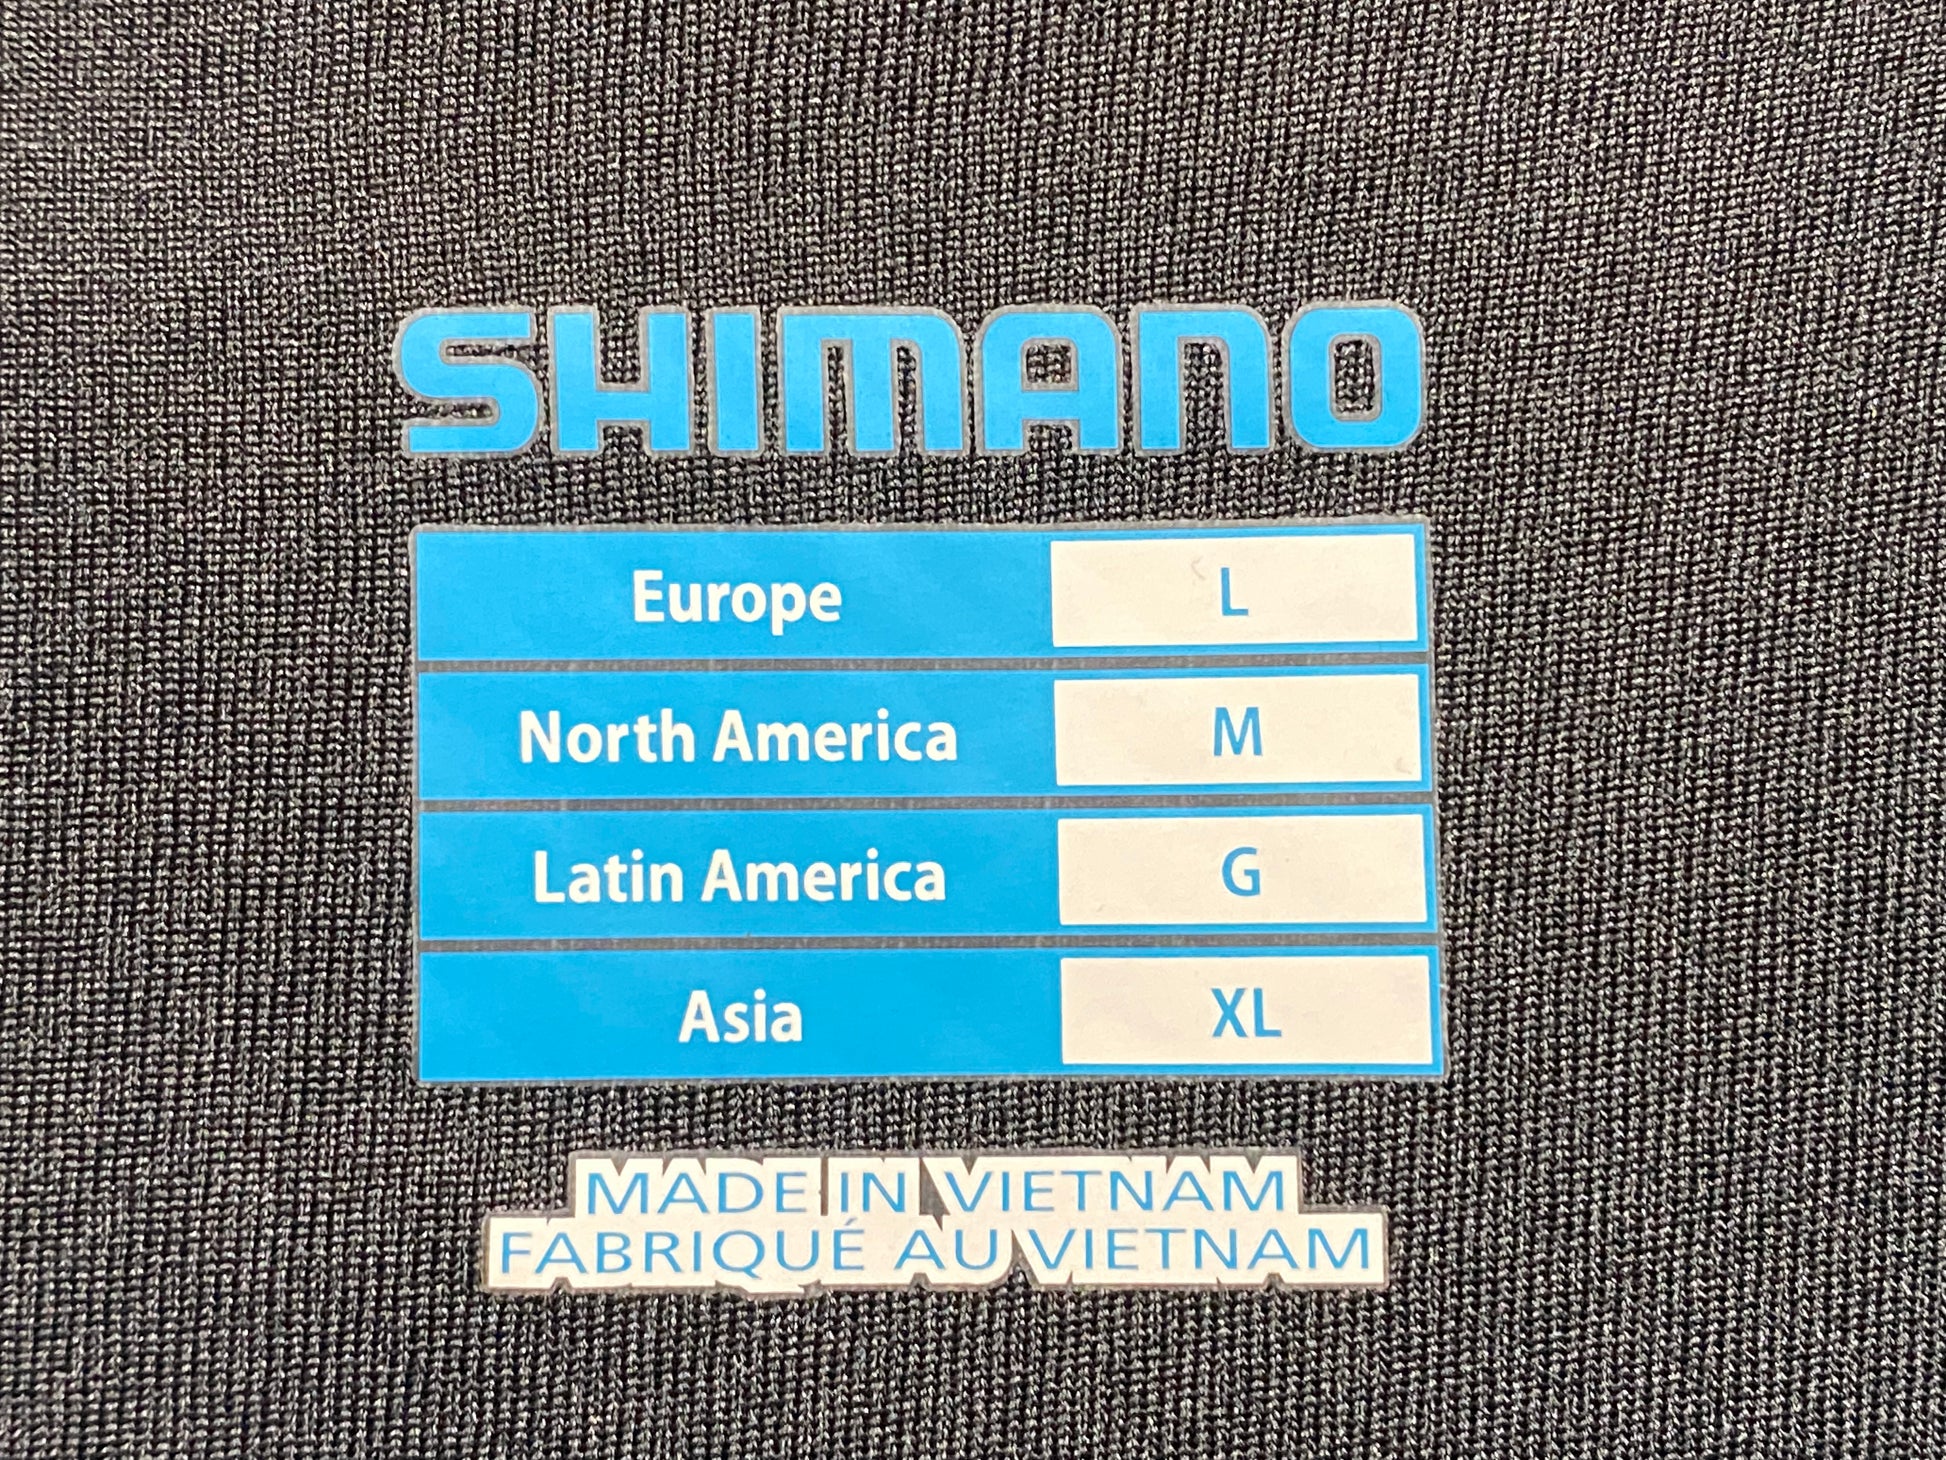 SHIMANO
Europe L
North America M
Latin America G
Asia XL
MADE IN VIETNAM
FABRIQUÉ AU VIETNAM